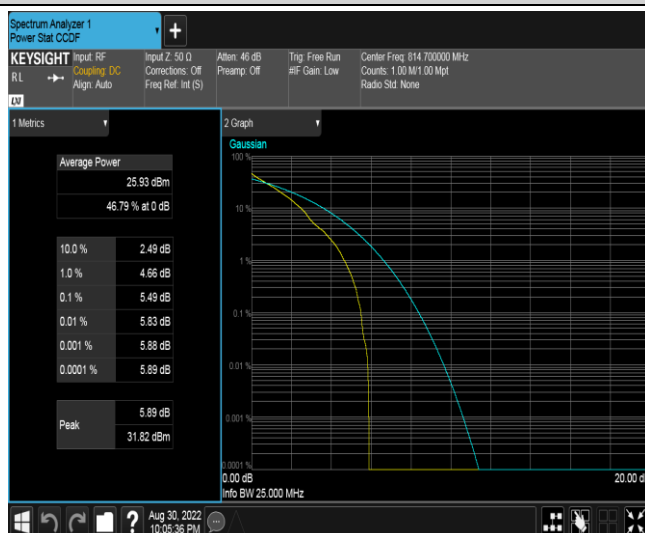 Spectrum Analyzer 1
Power Stat CCDF
+
KEYSIGHT
R L
LXI
Input: RF
Coupling: DC
Align: Auto
Input Z: 50 Ω
Corrections: Off
Freq Ref: Int (S)
Atten: 46 dB
Preamp: Off
Trig: Free Run
#IF Gain: Low
Center Freq: 814.700000 MHz
Counts: 1.00 M/1.00 Mpt
Radio Std: None
1 Metrics
Average Power
25.93 dBm
46.79 % at 0 dB
10.0 % 2.49 dB
1.0 % 4.66 dB
0.1 % 5.49 dB
0.01 % 5.83 dB
0.001 % 5.88 dB
0.0001 % 5.89 dB
Peak
5.89 dB
31.82 dBm
2 Graph
Gaussian
100 %
10 %
1 %
0.1 %
0.01 %
0.001 %
0.0001 %
0.00 dB
20.00 d
Info BW 25.000 MHz
?
Aug 30, 2022
10:05:36 PM